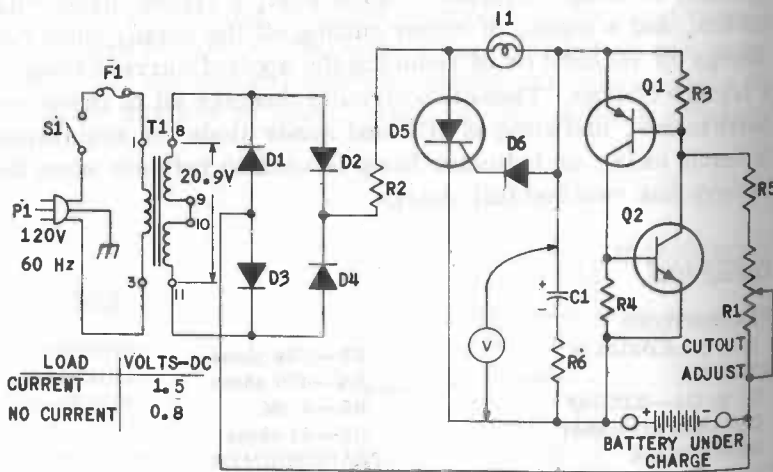 I1
F1
Q1
S1
T1
R3
1
8
D5
D6
20.9V
D1
D2
R2
R5
9
P1
10
120V
Q2
60 Hz
D3
D4
C1
R4
R1
3
11
V
R6
CUTOUT
ADJUST
LOAD VOLTS-DC
CURRENT 1.5
NO CURRENT 0.8
+ -
BATTERY UNDER
CHARGE